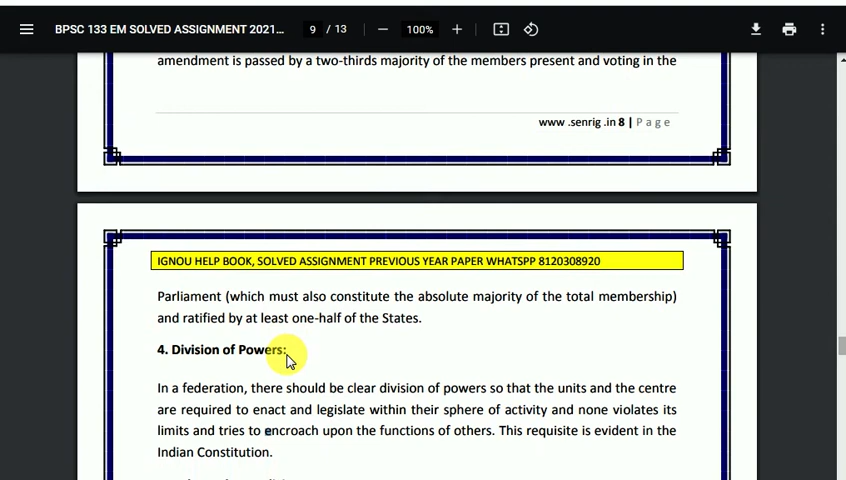 BPSC 133 EM SOLVED ASSIGNMENT 2021...
9 / 13
100%
amendment is passed by a two-thirds majority of the members present and voting in the
www .senrig .in 8 | P a g e
IGNOU HELP BOOK, SOLVED ASSIGNMENT PREVIOUS YEAR PAPER WHATSPP 8120308920
Parliament (which must also constitute the absolute majority of the total membership)
and ratified by at least one-half of the States.
4. Division of Powers:
In a federation, there should be clear division of powers so that the units and the centre
are required to enact and legislate within their sphere of activity and none violates its
limits and tries to encroach upon the functions of others. This requisite is evident in the
Indian Constitution.